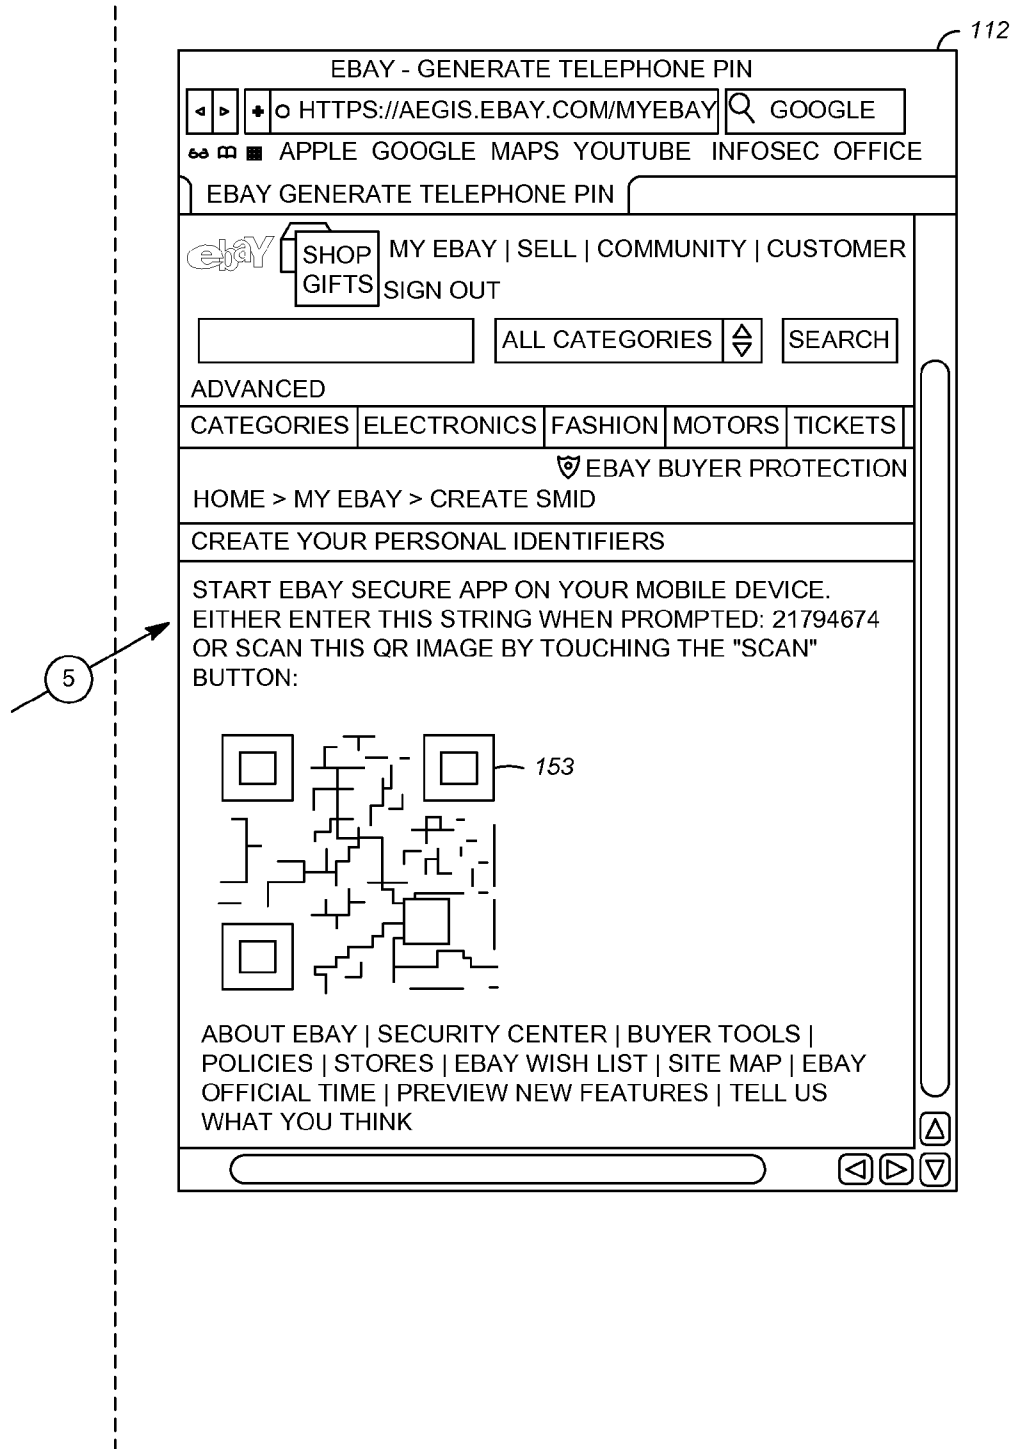 112
EBAY - GENERATE TELEPHONE PIN
HTTPS://AEGIS.EBAY.COM/MYEBAY GOOGLE
APPLE GOOGLE MAPS YOUTUBE INFOSEC OFFICE
EBAY GENERATE TELEPHONE PIN
ebaY SHOP GIFTS MY EBAY | SELL | COMMUNITY | CUSTOMER
SIGN OUT
ALL CATEGORIES SEARCH
ADVANCED
CATEGORIES ELECTRONICS FASHION MOTORS TICKETS
EBAY BUYER PROTECTION
HOME > MY EBAY > CREATE SMID
CREATE YOUR PERSONAL IDENTIFIERS
START EBAY SECURE APP ON YOUR MOBILE DEVICE.
EITHER ENTER THIS STRING WHEN PROMPTED: 21794674
OR SCAN THIS QR IMAGE BY TOUCHING THE "SCAN"
BUTTON:
5
153
ABOUT EBAY | SECURITY CENTER | BUYER TOOLS |
POLICIES | STORES | EBAY WISH LIST | SITE MAP | EBAY
OFFICIAL TIME | PREVIEW NEW FEATURES | TELL US
WHAT YOU THINK